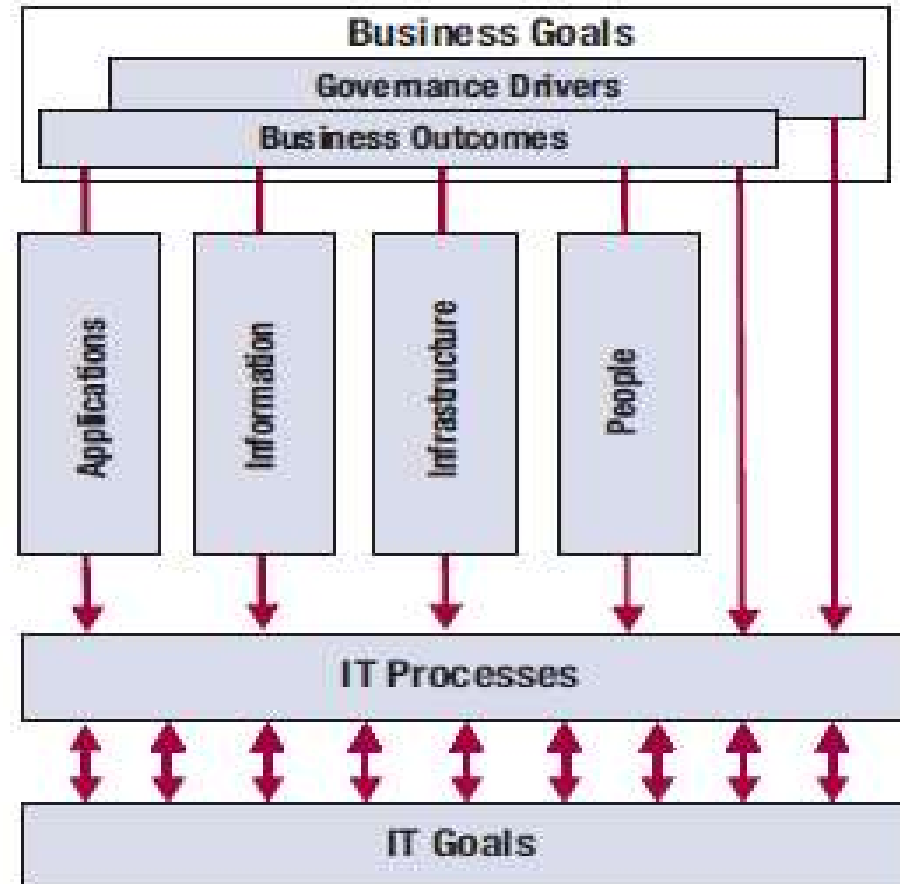 Business Goals
Governance Drivers
Business Outcomes
Applications
Information
Infrastructure
People
IT Processes
IT Goals